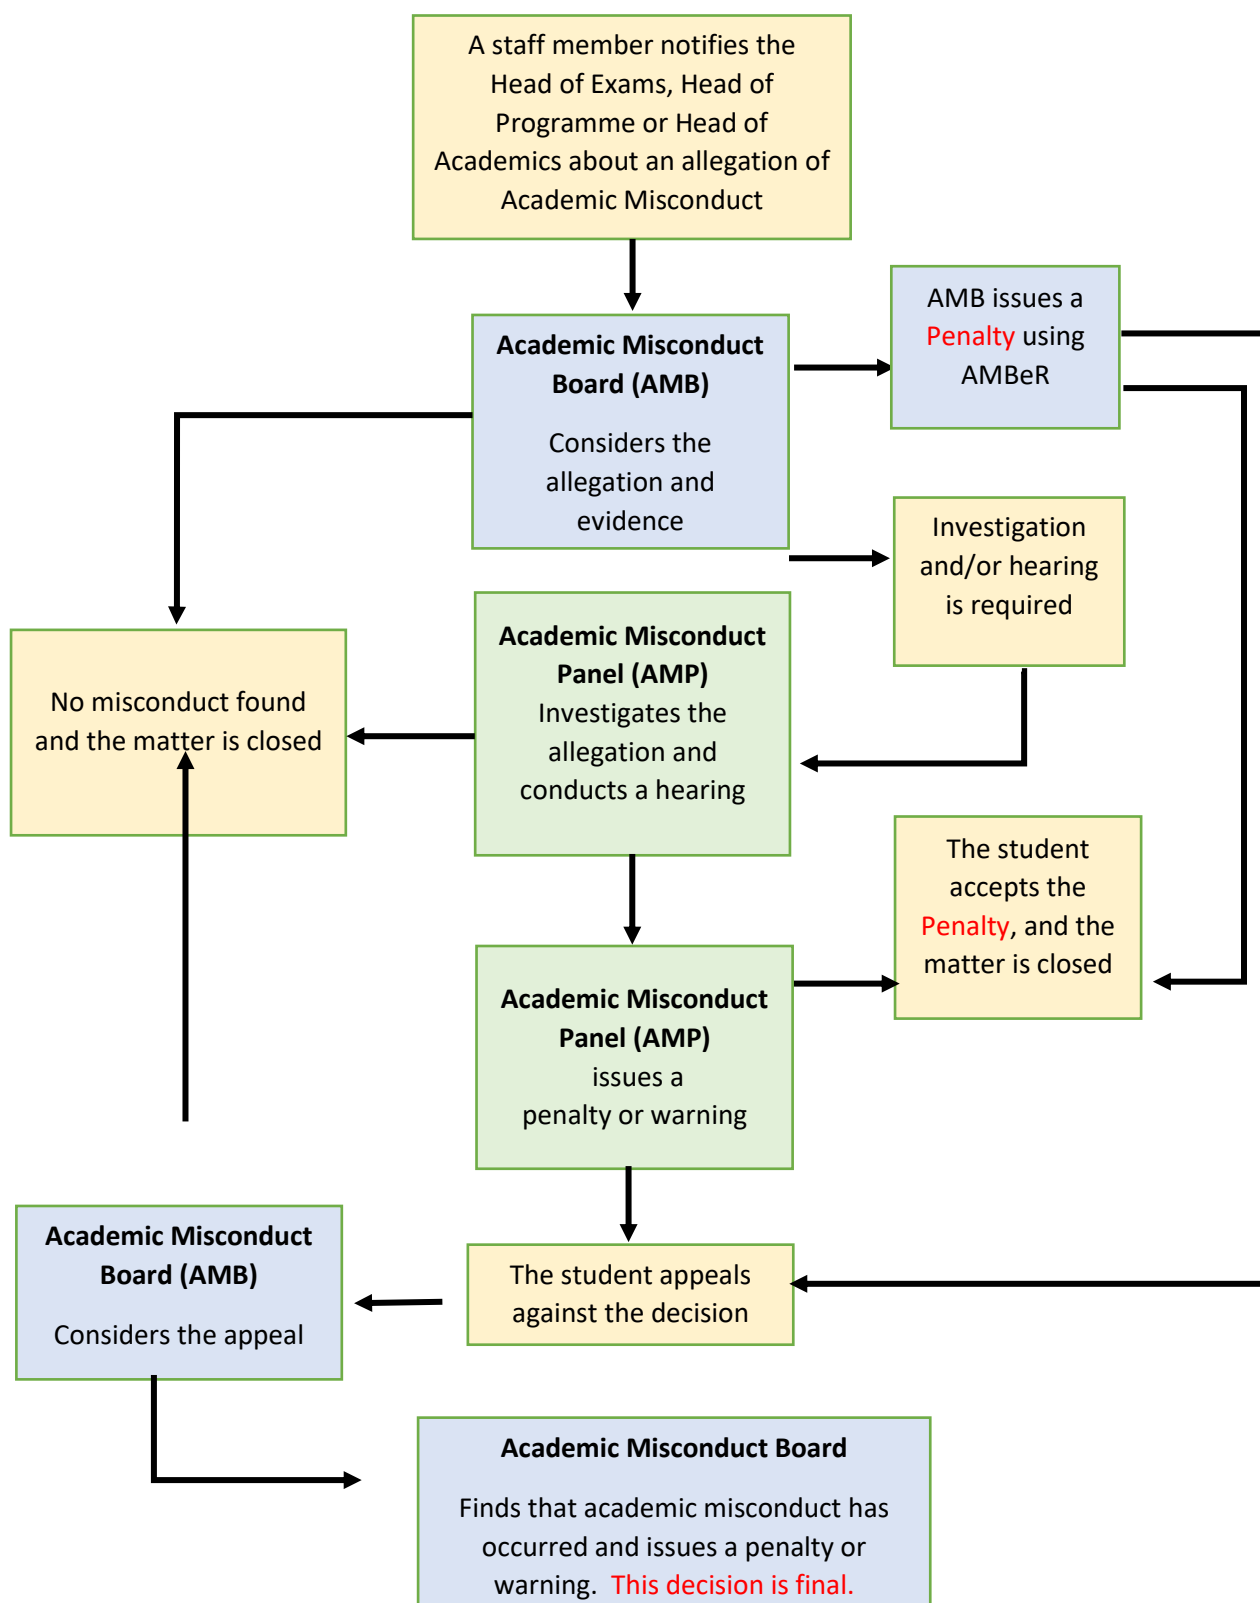 A staff member notifies the
Head of Exams, Head of
Programme or Head of
Academics about an allegation of
Academic Misconduct
AMB issues a
Penalty using
AMBeR
Academic Misconduct
Board (AMB)
Considers the
allegation and
evidence
Investigation
and/or hearing
is required
Academic Misconduct
Panel (AMP)
Investigates the
allegation and
conducts a hearing
No misconduct found
and the matter is closed
The student
accepts the
Penalty, and the
matter is closed
Academic Misconduct
Panel (AMP)
issues a
penalty or warning
Academic Misconduct
Board (AMB)
Considers the appeal
The student appeals
against the decision
Academic Misconduct Board
Finds that academic misconduct has
occurred and issues a penalty or
warning.  This decision is final.